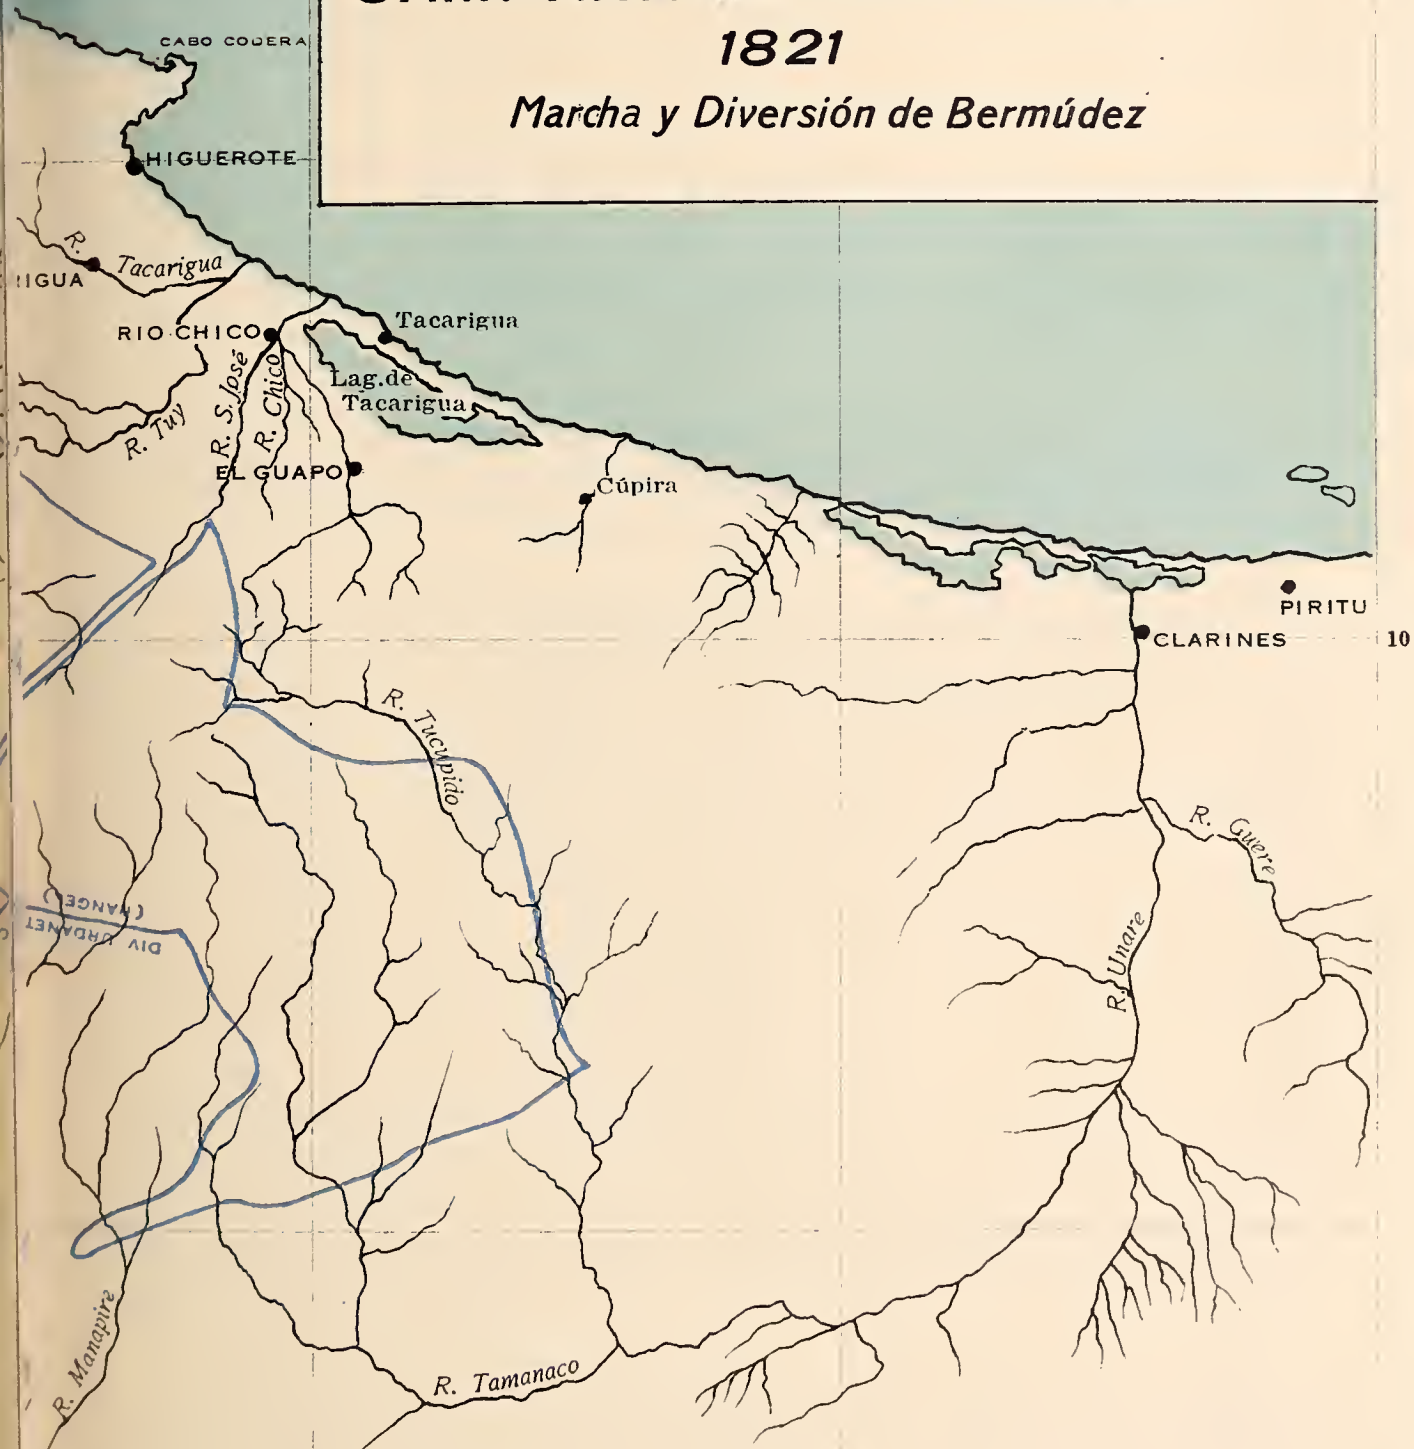 1821
Marcha y Diversión de Bermúdez
CABO CODERA
HIGUEROTE
R. Tacarigua
IGUA
RIO CHICO
Tacarigua
R. S. José
R. Chico
Lag. de
Tacarigua
R. Tuy
EL GUAPO
Cúpira
PIRITU
CLARINES
10
R. Tucupido
R. Guere
(RANGEL)
DIV URDANET
R. Unare
R. Manapire
R. Tamanaco